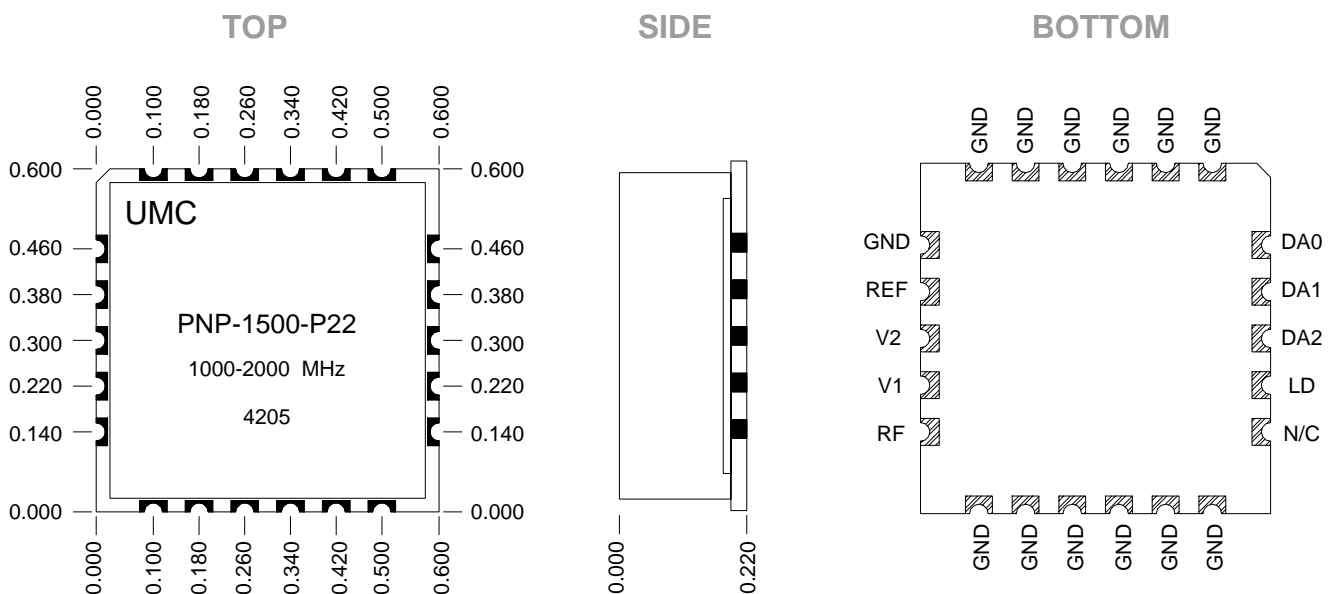 TOP
SIDE
BOTTOM
0.000
0.100
0.180
0.260
0.340
0.420
0.500
0.600
0.600
0.460
0.380
0.300
0.220
0.140
0.000
UMC
PNP-1500-P22
1000-2000 MHz
4205
0.600
0.460
0.380
0.300
0.220
0.140
0.000
0.000
0.100
0.180
0.260
0.340
0.420
0.500
0.600
0.000
0.220
GND
GND
GND
GND
GND
GND
GND
REF
V2
V1
RF
DA0
DA1
DA2
LD
N/C
GND
GND
GND
GND
GND
GND